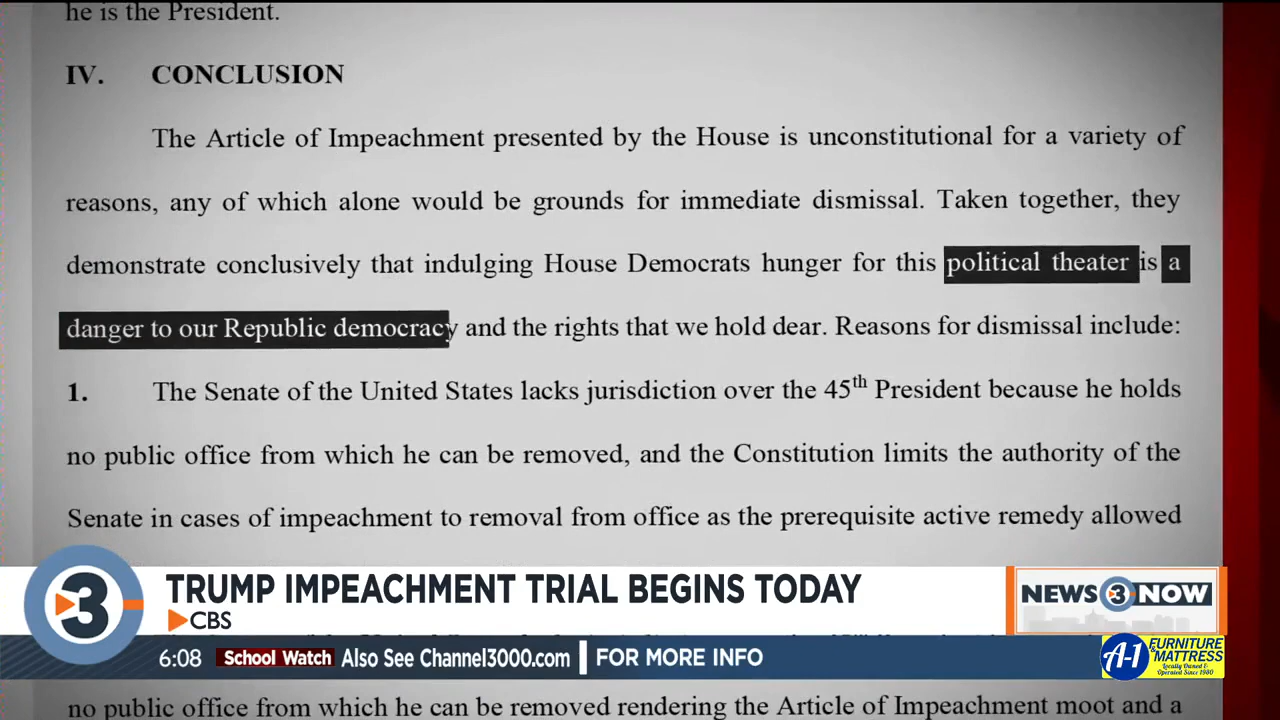 he is the President.
IV. CONCLUSION
The Article of Impeachment presented by the House is unconstitutional for a variety of
reasons, any of which alone would be grounds for immediate dismissal. Taken together, they
demonstrate conclusively that indulging House Democrats hunger for this political theater is a
danger to our Republic democracy and the rights that we hold dear. Reasons for dismissal include:
1. The Senate of the United States lacks jurisdiction over the 45th President because he holds
no public office from which he can be removed, and the Constitution limits the authority of the
Senate in cases of impeachment to removal from office as the prerequisite active remedy allowed
3
TRUMP IMPEACHMENT TRIAL BEGINS TODAY
CBS
NEWS 3 NOW
6:08 School Watch Also See Channel3000.com FOR MORE INFO
A-1 FURNITURE & MATTRESS
Locally Owned &
Operated Since 1980
no public office from which he can be removed rendering the Article of Impeachment moot and a